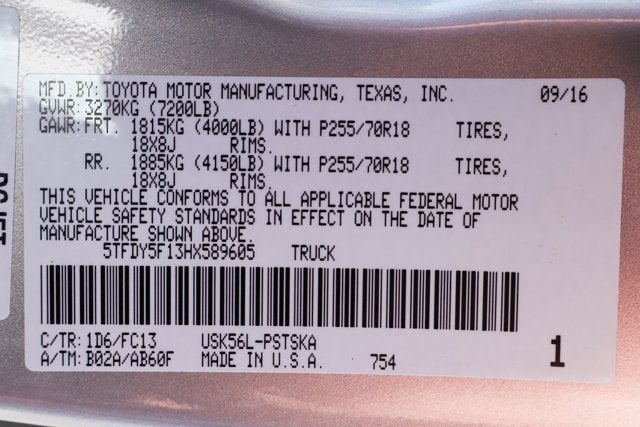 MFD.BY:TOYOTA MOTOR MANUFACTURING, TEXAS, INC. 09/16
GVWR:3270KG (7200LB)
GAWR:FRT. 1815KG (4000LB) WITH P255/70R18 TIRES,
18X8J RIMS.
RR. 1885KG (4150LB) WITH P255/70R18 TIRES,
18X8J RIMS.
THIS VEHICLE CONFORMS TO ALL APPLICABLE FEDERAL MOTOR
VEHICLE SAFETY STANDARDS IN EFFECT ON THE DATE OF
MANUFACTURE SHOWN ABOVE.
5TFDY5F13HX589605 TRUCK
C/TR:1D6/FC13 USK56L-PSTSKA
A/TM:B02A/AB60F MADE IN U.S.A. 754 1